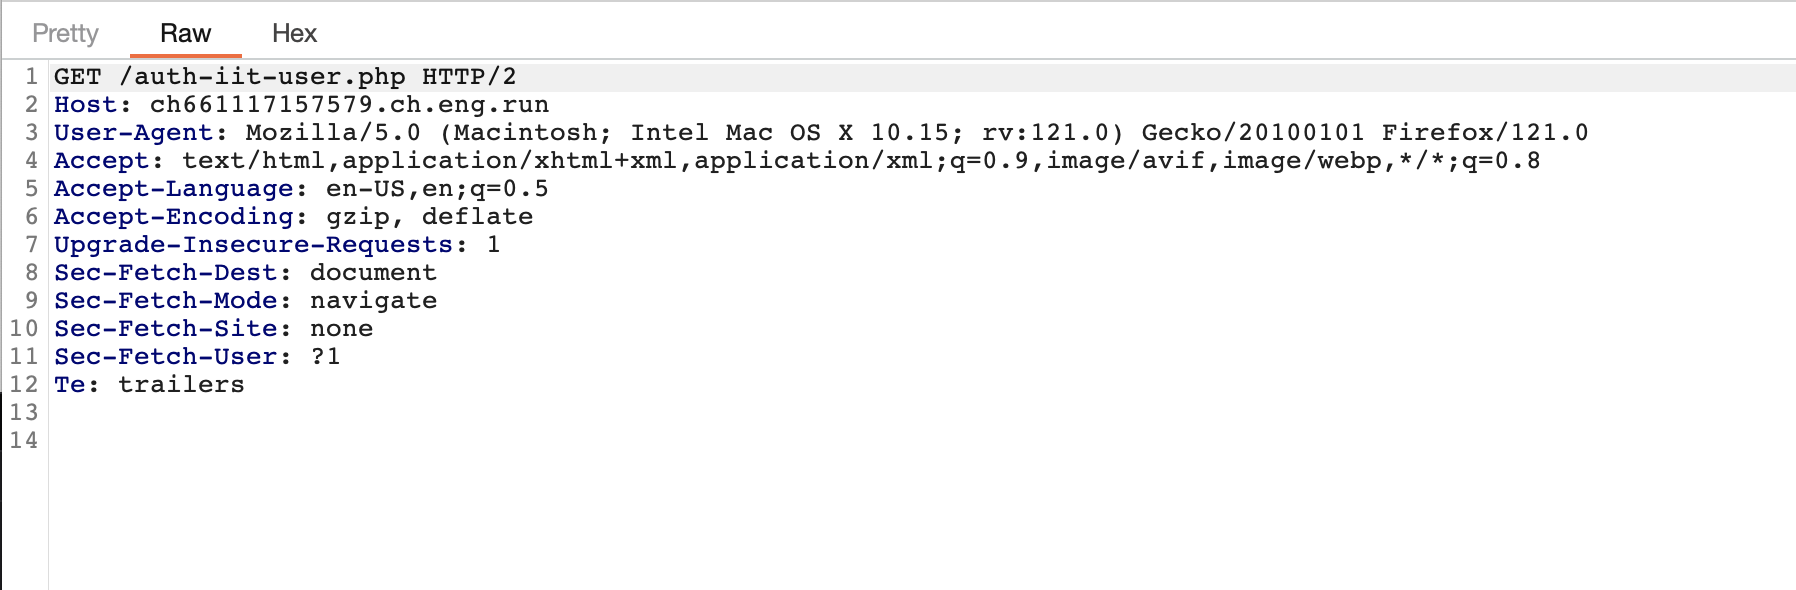 Pretty Raw Hex
1 GET /auth-iit-user.php HTTP/2
2 Host: ch661117157579.ch.eng.run
3 User-Agent: Mozilla/5.0 (Macintosh; Intel Mac OS X 10.15; rv:121.0) Gecko/20100101 Firefox/121.0
4 Accept: text/html,application/xhtml+xml,application/xml;q=0.9,image/avif,image/webp,*/*;q=0.8
5 Accept-Language: en-US,en;q=0.5
6 Accept-Encoding: gzip, deflate
7 Upgrade-Insecure-Requests: 1
8 Sec-Fetch-Dest: document
9 Sec-Fetch-Mode: navigate
10 Sec-Fetch-Site: none
11 Sec-Fetch-User: ?1
12 Te: trailers
13
14